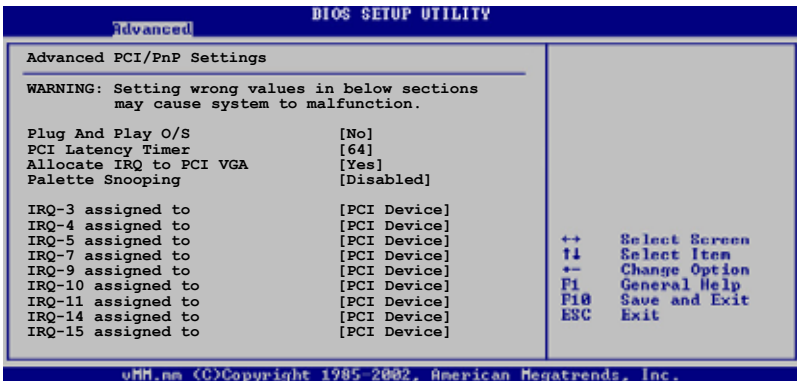 BIOS SETUP UTILITY
Advanced
Advanced PCI/PnP Settings
WARNING: Setting wrong values in below sections
may cause system to malfunction.
Plug And Play O/S [No]
PCI Latency Timer [64]
Allocate IRQ to PCI VGA [Yes]
Palette Snooping [Disabled]
IRQ-3 assigned to [PCI Device]
IRQ-4 assigned to [PCI Device]
IRQ-5 assigned to [PCI Device]
IRQ-7 assigned to [PCI Device]
IRQ-9 assigned to [PCI Device]
IRQ-10 assigned to [PCI Device]
IRQ-11 assigned to [PCI Device]
IRQ-14 assigned to [PCI Device]
IRQ-15 assigned to [PCI Device]
↔ Select Screen
↑↓ Select Item
+- Change Option
F1 General Help
F10 Save and Exit
ESC Exit
vMM.mm (C)Copyright 1985-2002, American Megatrends, Inc.